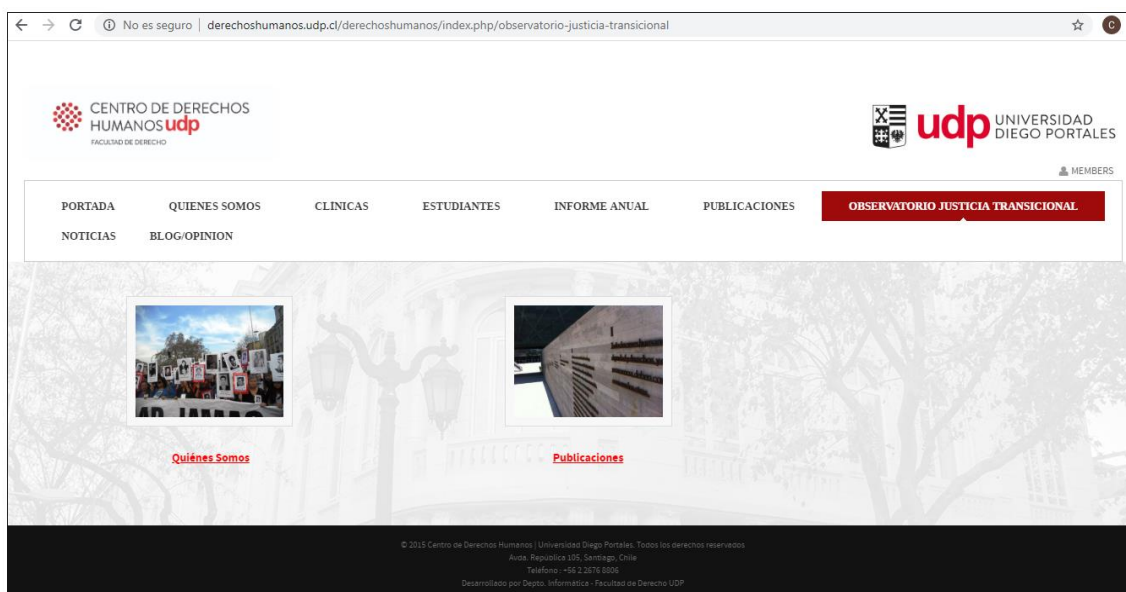 No es seguro | derechoshumanos.udp.cl/derechoshumanos/index.php/observatorio-justicia-transicional
C
CENTRO DE DERECHOS
HUMANOS udp
FACULTAD DE DERECHO
udp UNIVERSIDAD
DIEGO PORTALES
MEMBERS
PORTADA QUIENES SOMOS CLINICAS ESTUDIANTES INFORME ANUAL PUBLICACIONES OBSERVATORIO JUSTICIA TRANSICIONAL
NOTICIAS BLOG/OPINION
Quiénes Somos Publicaciones
© 2015 Centro de Derechos Humanos | Universidad Diego Portales. Todos los derechos reservados
Avda. República 105, Santiago, Chile
Teléfono : +56 2 2676 8806
Desarrollado por Depto. Informática - Facultad de Derecho UDP